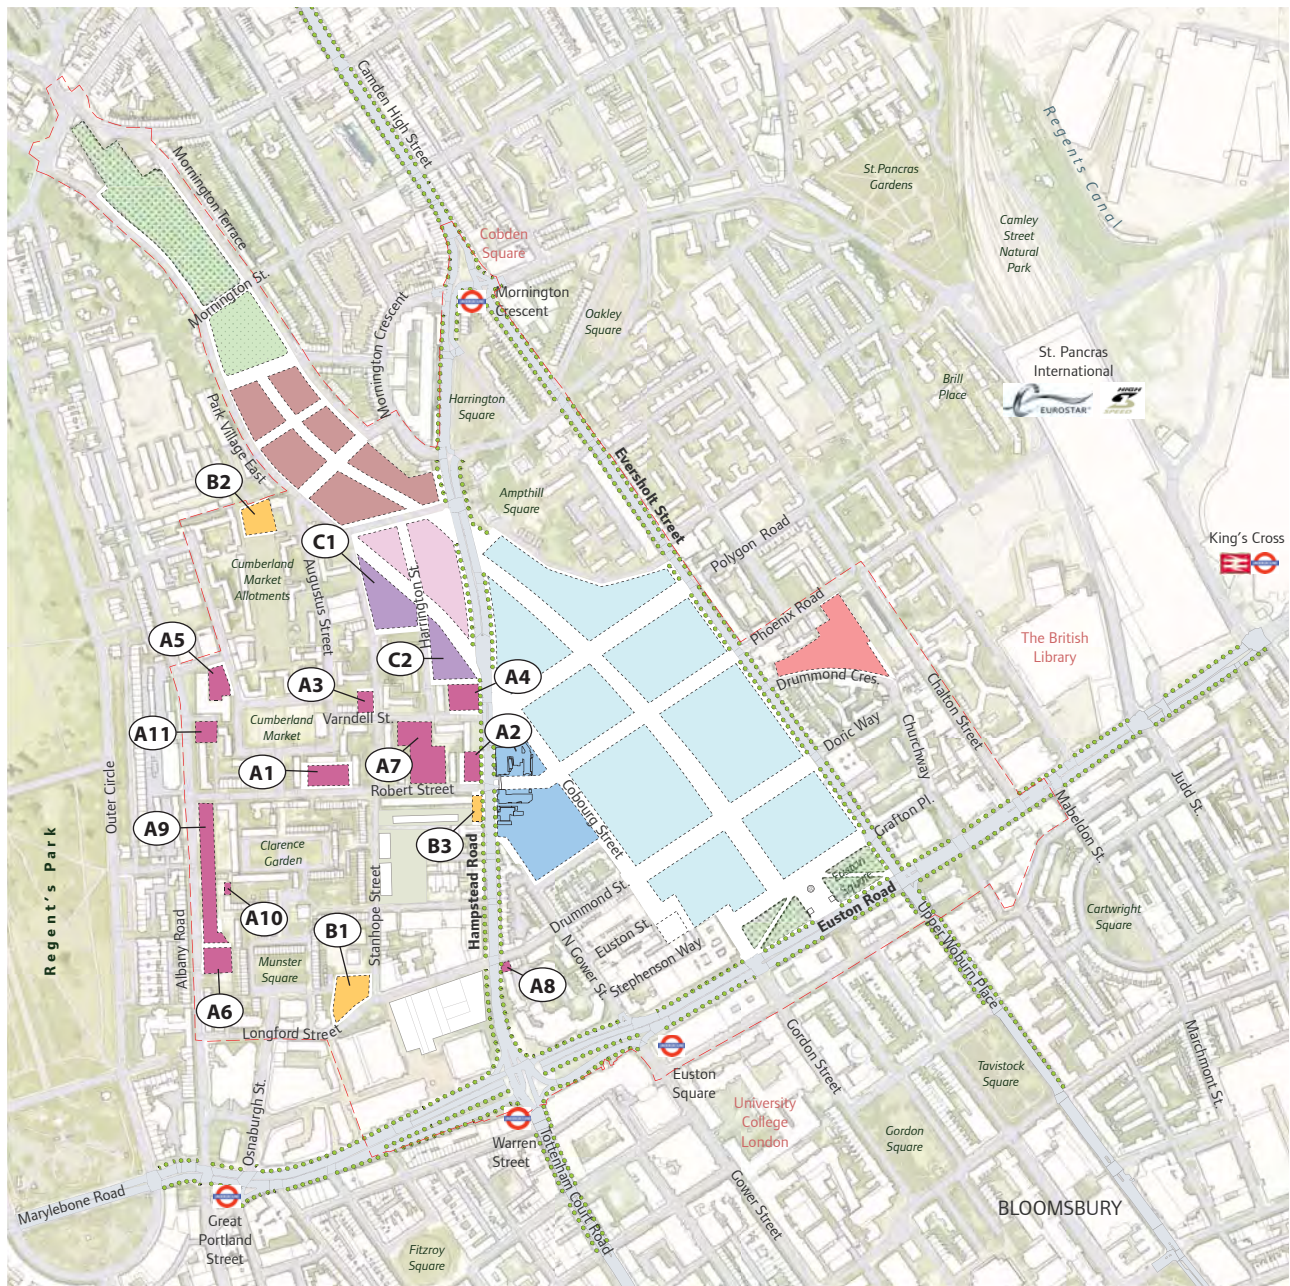 Camden High Street
Regents Canal
St.Pancras
Gardens
Mornington Terrace
Camley
Street
Natural
Park
Cobden
Square
Mornington St.
Mornington
Crescent
Mornington Crescent
Oakley
Square
St. Pancras
International
EUROSTAR
HIGH
SPEED
Brill
Place
Harrington
Square
Park Village East
Eversholt Street
B2
Ampthill
Square
Polygon Road
King's Cross
C1
Cumberland
Market
Allotments
Augustus Street
Harrington St.
Phoenix Road
The British
Library
A5
C2
A4
A3
Drummond Cres.
Chalton Street
A11
Cumberland
Market
Varndell St.
A2
Doric Way
Churchway
A1
A7
Robert Street
Outer Circle
Cobourg Street
Judd St.
Mabeldon St.
Grafton Pl.
A9
B3
Clarence
Garden
Hampstead Road
Regent's Park
Euston
Square
Euston Road
Stanhope Street
Drummond St.
A10
B1
Euston St.
Upper Woburn Place
Cartwright
Square
Albany Road
Munster
Square
N Gower St.
Stephenson Way
A8
A6
Longford Street
Gordon Street
Marchmont St.
Euston
Square
Tavistock
Square
Osnaburgh St.
University
College
London
Gordon
Square
Warren
Street
Tottenham Court Road
Gower Street
Marylebone Road
Great
Portland
Street
BLOOMSBURY
Fitzroy
Square